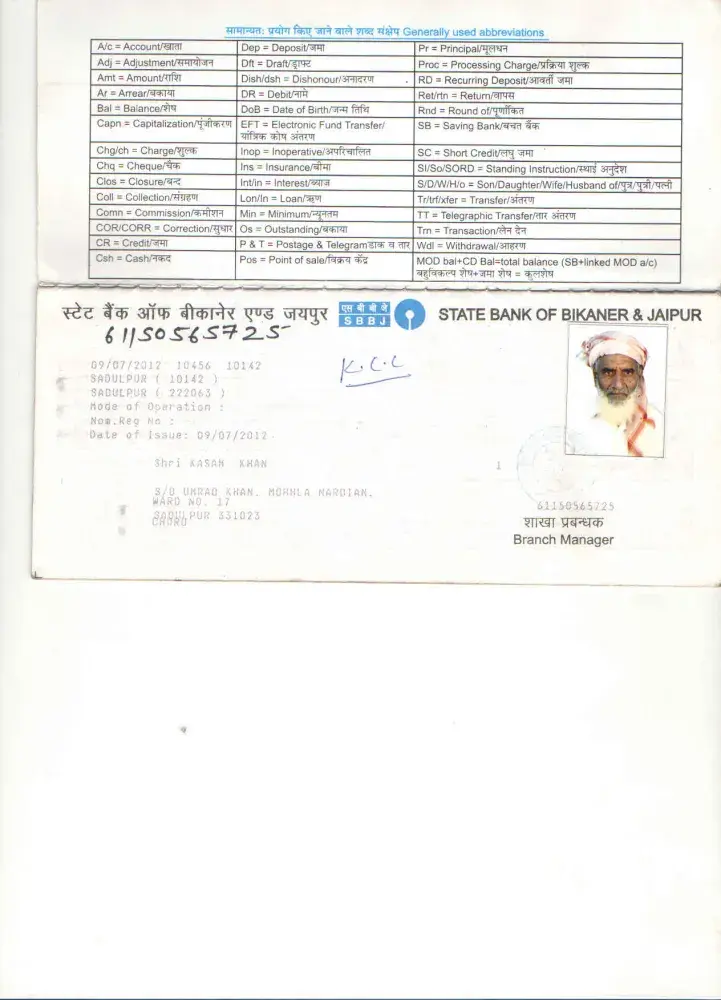 सामान्यतः प्रयोग किए जाने वाले शब्द संक्षेप Generally used abbreviations
A/c = Account/खाता Dep = Deposit/जमा Pr = Principal/मूलधन
Adj = Adjustment/समायोजन Dft = Draft/ड्राफ्ट Proc = Processing Charge/प्रक्रिया शुल्क
Amt = Amount/राशि Dish/dsh = Dishonour/अनादरण RD = Recurring Deposit/आवर्ती जमा
Ar = Arrear/बकाया DR = Debit/नामे Ret/rtn = Return/वापस
Bal = Balance/शेष DoB = Date of Birth/जन्म तिथि Rnd = Round of/पूर्णांकित
Capn = Capitalization/पूंजीकरण EFT = Electronic Fund Transfer/ SB = Saving Bank/बचत बैंक
यांत्रिक कोष अंतरण
Chg/ch = Charge/शुल्क Inop = Inoperative/अपरिचालित SC = Short Credit/लघु जमा
Chq = Cheque/चैक Ins = Insurance/बीमा SI/So/SORD = Standing Instruction/स्थाई अनुदेश
Clos = Closure/बन्द Int/in = Interest/ब्याज S/D/W/H/o = Son/Daughter/Wife/Husband of/पुत्र/पुत्री/पत्नी
Coll = Collection/संग्रहण Lon/ln = Loan/ऋण Tr/trf/xfer = Transfer/अंतरण
Comn = Commission/कमीशन Min = Minimum/न्यूनतम TT = Telegraphic Transfer/तार अंतरण
COR/CORR = Correction/सुधार Os = Outstanding/बकाया Trn = Transaction/लेन देन
CR = Credit/जमा P & T = Postage & Telegram डाक व तार Wdl = Withdrawal/आहरण
Csh = Cash/नकद Pos = Point of sale/विक्रय केंद्र MOD bal+CD Bal=total balance (SB+linked MOD a/c)
बहुविकल्प शेष+जमा शेष = कुलशेष
स्टेट बैंक ऑफ बीकानेर एण्ड जयपुर एस बी बी जे SBBJ STATE BANK OF BIKANER & JAIPUR
61150565725
K.C.C
09/07/2012 10456 10142
SADULPUR ( 10142 )
SADULPUR ( 222063 )
Mode of Operation :
Nom.Reg No :
Date of issue: 09/07/2012
Shri KASAN KHAN
1
S/O UMRAO KHAN. MOHHLA NARDIAN.
WARD NO. 17
SADULPUR 331023
CHURU
61150565725
शाखा प्रबन्धक
Branch Manager